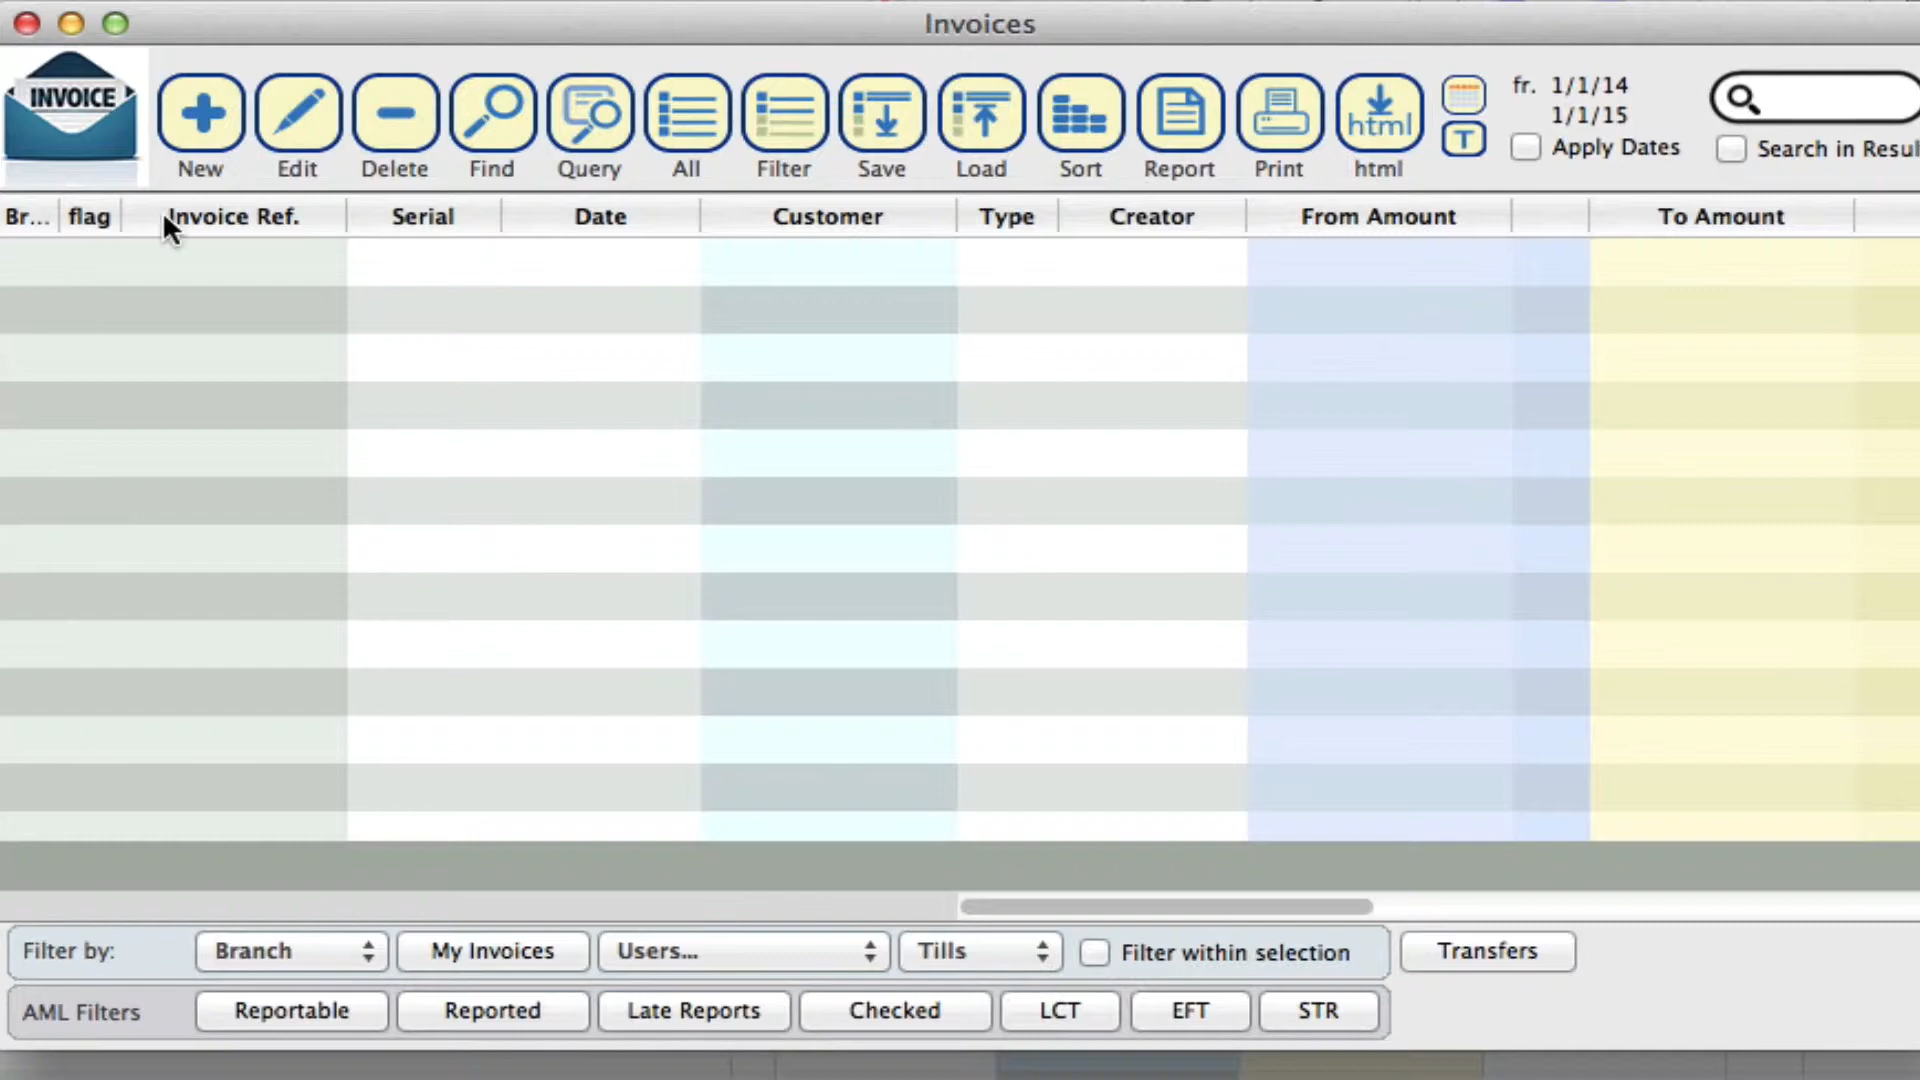 Invoices
INVOICE
New
Edit
Delete
Find
Query
All
Filter
Save
Load
Sort
Report
Print
html
html
T
fr. 1/1/14
1/1/15
Apply Dates
Search in Resul
Br...
flag
Invoice Ref.
Serial
Date
Customer
Type
Creator
From Amount
To Amount
Filter by:
Branch
My Invoices
Users...
Tills
Filter within selection
Transfers
AML Filters
Reportable
Reported
Late Reports
Checked
LCT
EFT
STR